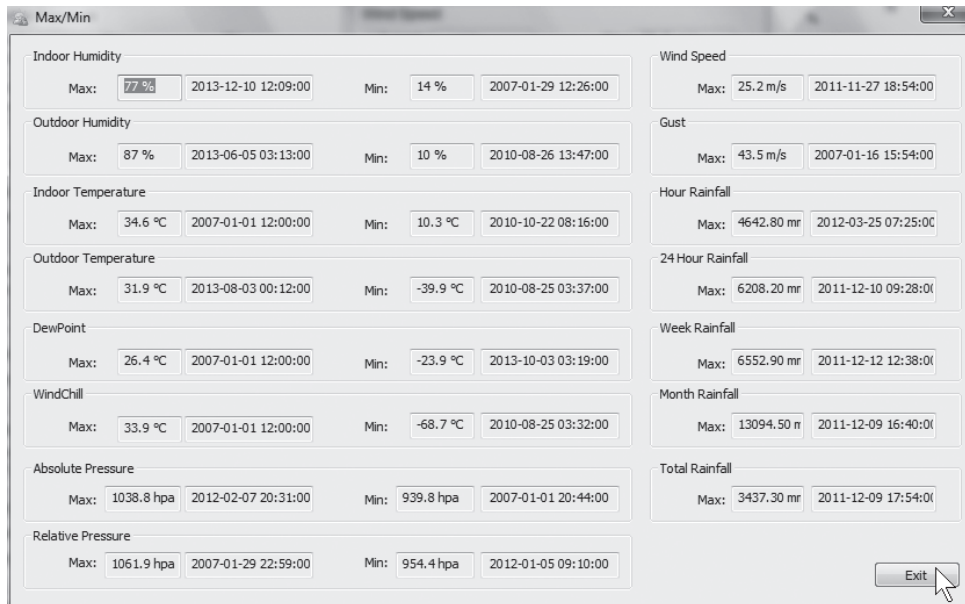 Max/Min
Indoor Humidity
Max: 77 % 2013-12-10 12:09:00 Min: 14 % 2007-01-29 12:26:00
Wind Speed
Max: 25.2 m/s 2011-11-27 18:54:00
Outdoor Humidity
Max: 87 % 2013-06-05 03:13:00 Min: 10 % 2010-08-26 13:47:00
Gust
Max: 43.5 m/s 2007-01-16 15:54:00
Indoor Temperature
Max: 34.6 ºC 2007-01-01 12:00:00 Min: 10.3 ºC 2010-10-22 08:16:00
Hour Rainfall
Max: 4642.80 mr 2012-03-25 07:25:0
Outdoor Temperature
Max: 31.9 ºC 2013-08-03 00:12:00 Min: -39.9 ºC 2010-08-25 03:37:00
24 Hour Rainfall
Max: 6208.20 mr 2011-12-10 09:28:0
DewPoint
Max: 26.4 ºC 2007-01-01 12:00:00 Min: -23.9 ºC 2013-10-03 03:19:00
Week Rainfall
Max: 6552.90 mr 2011-12-12 12:38:0
WindChill
Max: 33.9 ºC 2007-01-01 12:00:00 Min: -68.7 ºC 2010-08-25 03:32:00
Month Rainfall
Max: 13094.50 m 2011-12-09 16:40:0
Absolute Pressure
Max: 1038.8 hpa 2012-02-07 20:31:00 Min: 939.8 hpa 2007-01-01 20:44:00
Total Rainfall
Max: 3437.30 mr 2011-12-09 17:54:0
Relative Pressure
Max: 1061.9 hpa 2007-01-29 22:59:00 Min: 954.4 hpa 2012-01-05 09:10:00
Exit